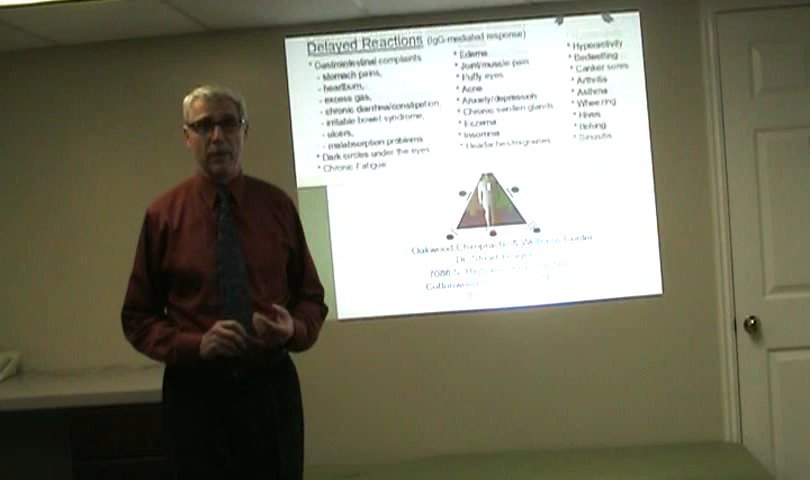 Delayed Reactions (IgG-mediated response)
* Gastrointestinal complaints
- stomach pains,
- heartburn,
- excess gas,
- chronic diarrhea/constipation,
- irritable bowel syndrome,
- ulcers,
- malabsorption problems
* Dark circles under the eyes
* Chronic Fatigue
* Edema
* Joint/muscle pain
* Puffy eyes
* Acne
* Anxiety/depression
* Chronic swollen glands
* Eczema
* Insomnia
* Headaches/migraines
* Hyperactivity
* Bedwetting
* Canker sores
* Arthritis
* Asthma
* Wheezing
* Hives
* Itching
* Sinusitis
Oakwood Chiropractic & Wellness Center
Dr.
7086 S.
Cottonwood